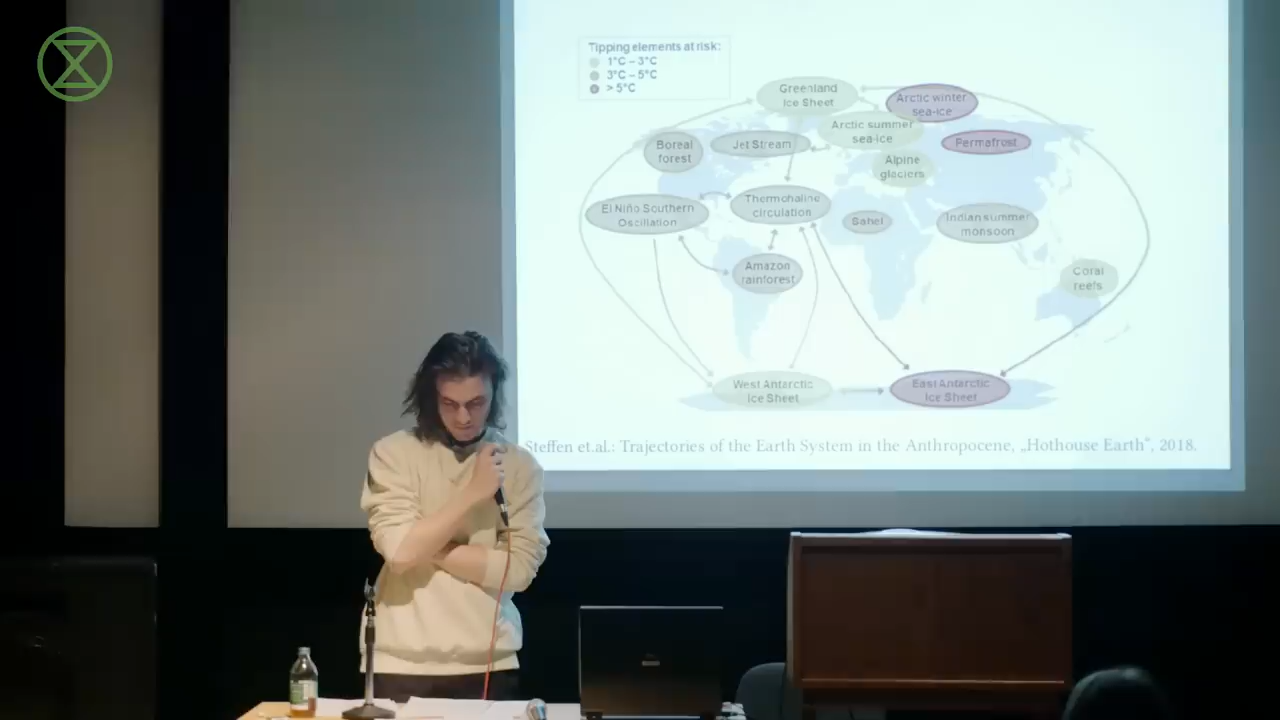 Tipping elements at risk:
1°C – 3°C
3°C – 5°C
> 5°C
Greenland
Ice Sheet
Arctic winter
sea-ice
Arctic summer
sea-ice
Boreal
forest
Jet Stream
Permafrost
Alpine
glaciers
El Niño Southern
Oscillation
Thermohaline
circulation
Sahel
Indian summer
monsoon
Amazon
rainforest
Coral
reefs
West Antarctic
Ice Sheet
East Antarctic
Ice Sheet
Steffen et.al.: Trajectories of the Earth System in the Anthropocene, „Hothouse Earth“, 2018.